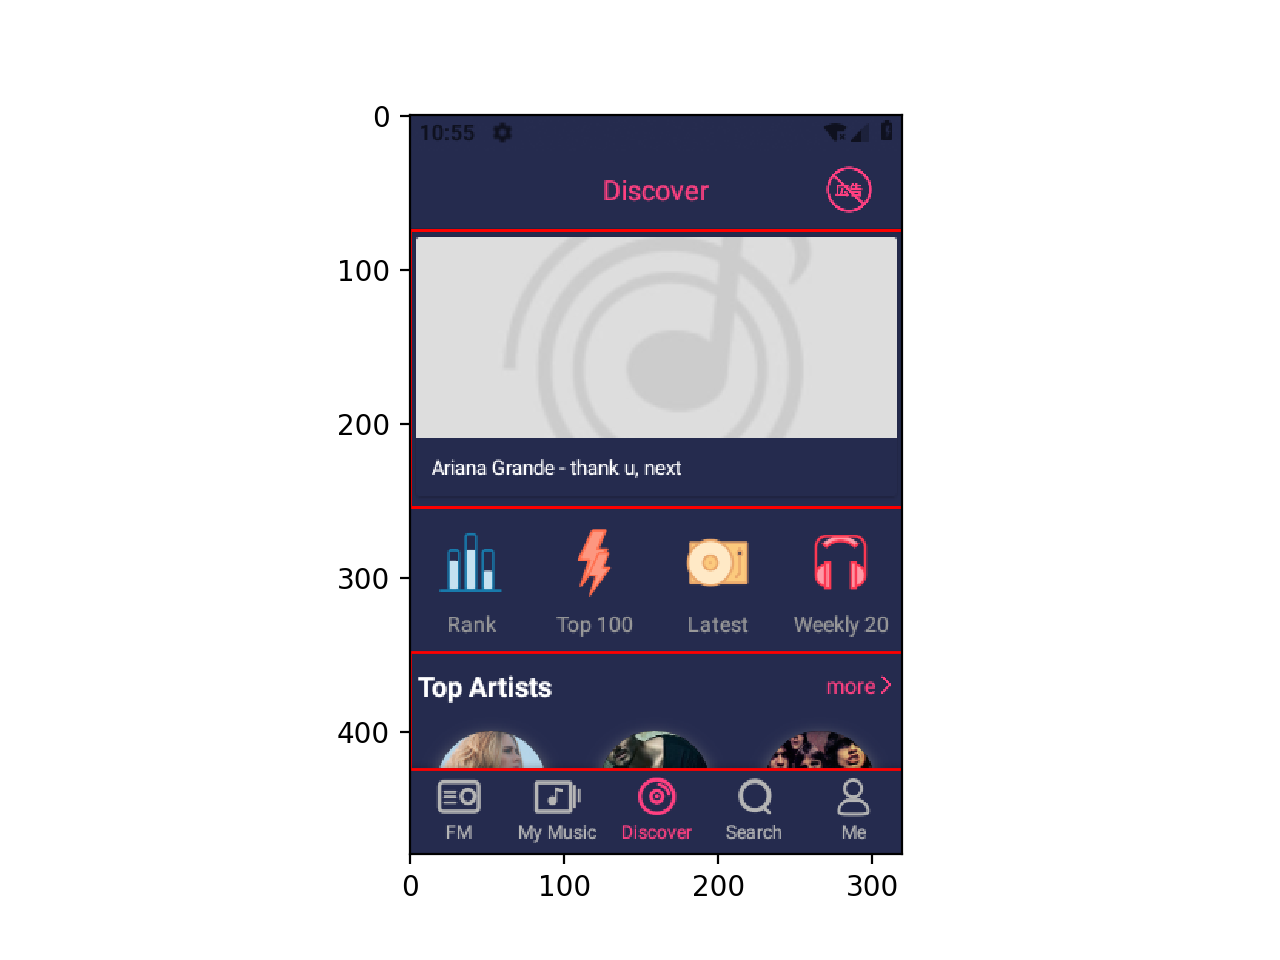 0
10:55
Discover
広告
100
200
Ariana Grande - thank u, next
300
Rank Top 100 Latest Weekly 20
Top Artists more
400
FM My Music Discover Search Me
0 100 200 300